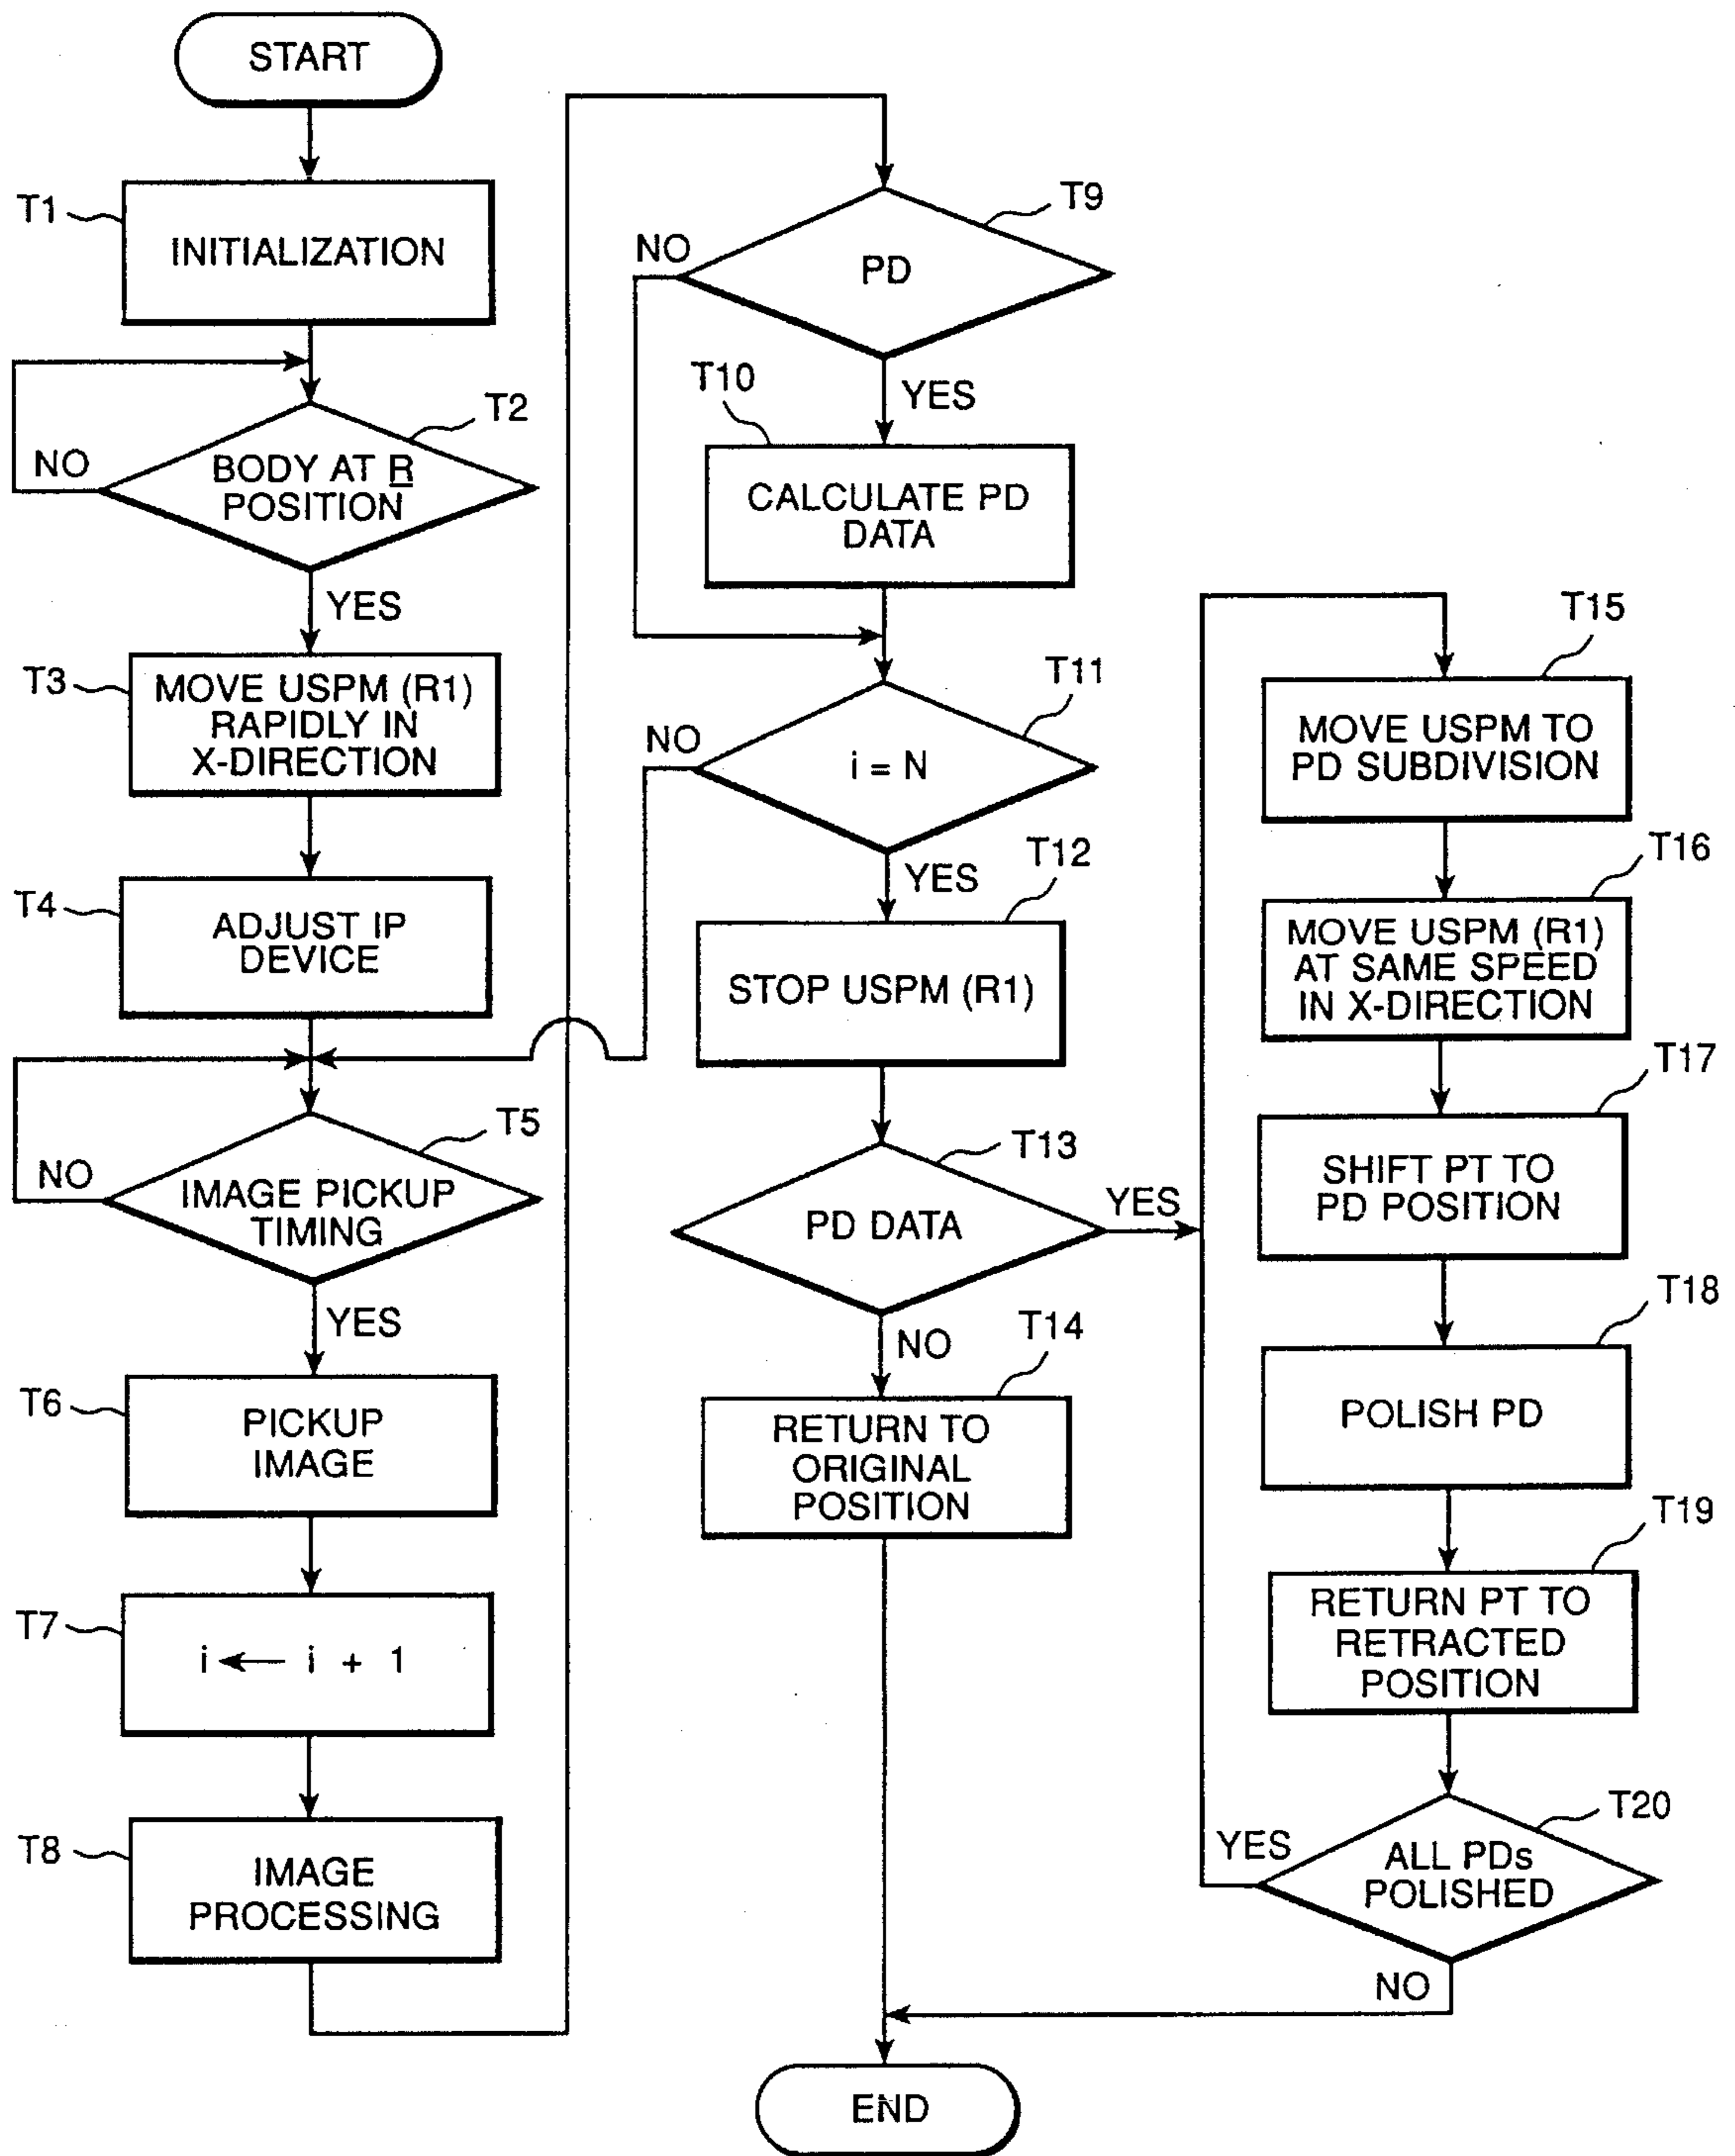 START
T1
INITIALIZATION
T2
NO
BODY AT R
POSITION
YES
T3
MOVE USPM (R1)
RAPIDLY IN
X-DIRECTION
T4
ADJUST IP
DEVICE
T5
NO
IMAGE PICKUP
TIMING
YES
T6
PICKUP
IMAGE
T7
i ← i + 1
T8
IMAGE
PROCESSING
T9
NO
PD
YES
T10
CALCULATE PD
DATA
T11
NO
i = N
YES
T12
STOP USPM (R1)
T13
PD DATA
YES
NO
T14
RETURN TO
ORIGINAL
POSITION
T15
MOVE USPM TO
PD SUBDIVISION
T16
MOVE USPM (R1)
AT SAME SPEED
IN X-DIRECTION
T17
SHIFT PT TO
PD POSITION
T18
POLISH PD
T19
RETURN PT TO
RETRACTED
POSITION
T20
YES
ALL PDs
POLISHED
NO
END